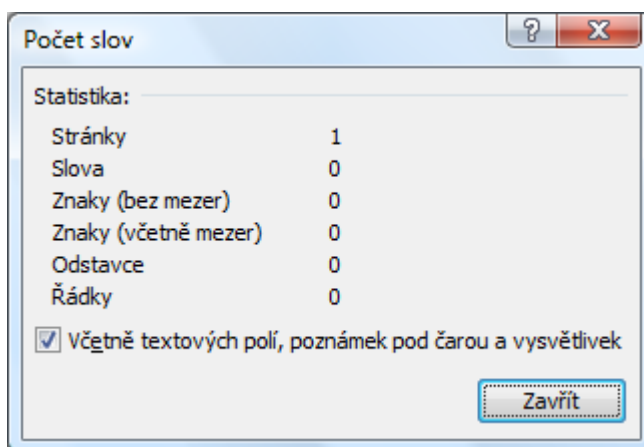 Počet slov
Statistika:
Stránky 1
Slova 0
Znaky (bez mezer) 0
Znaky (včetně mezer) 0
Odstavce 0
Řádky 0
Včetně textových polí, poznámek pod čarou a vysvětlivek
Zavřít